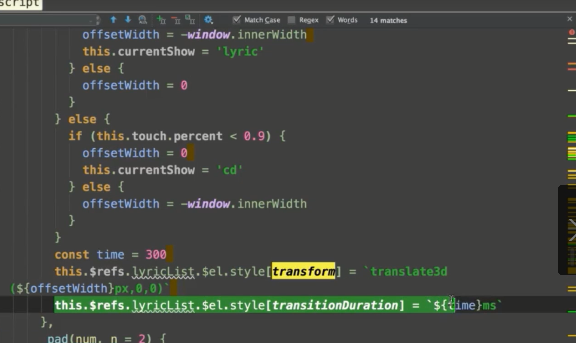 script
Match Case Regex Words 14 matches
offsetWidth = -window.innerWidth
this.currentShow = 'lyric'
} else {
offsetWidth = 0
}
} else {
if (this.touch.percent < 0.9) {
offsetWidth = 0
this.currentShow = 'cd'
} else {
offsetWidth = -window.innerWidth
}
}
const time = 300
this.$refs.lyricList.$el.style[transform] = `translate3d
(${offsetWidth}px,0,0)`
this.$refs.lyricList.$el.style[transitionDuration] = `${time}ms`
},
_pad(num, n = 2) {